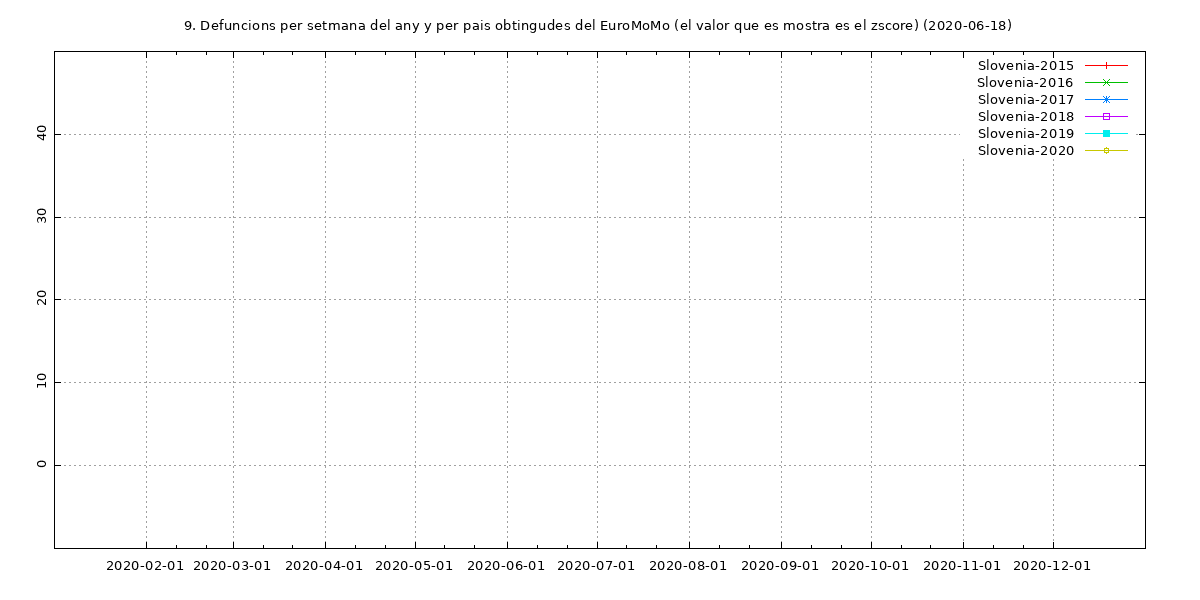 9. Defuncions per setmana del any y per pais obtingudes del EuroMoMo (el valor que es mostra es el zscore) (2020-06-18)
Slovenia-2015
Slovenia-2016
Slovenia-2017
Slovenia-2018
Slovenia-2019
Slovenia-2020
40
30
20
10
0
2020-02-01 2020-03-01 2020-04-01 2020-05-01 2020-06-01 2020-07-01 2020-08-01 2020-09-01 2020-10-01 2020-11-01 2020-12-01